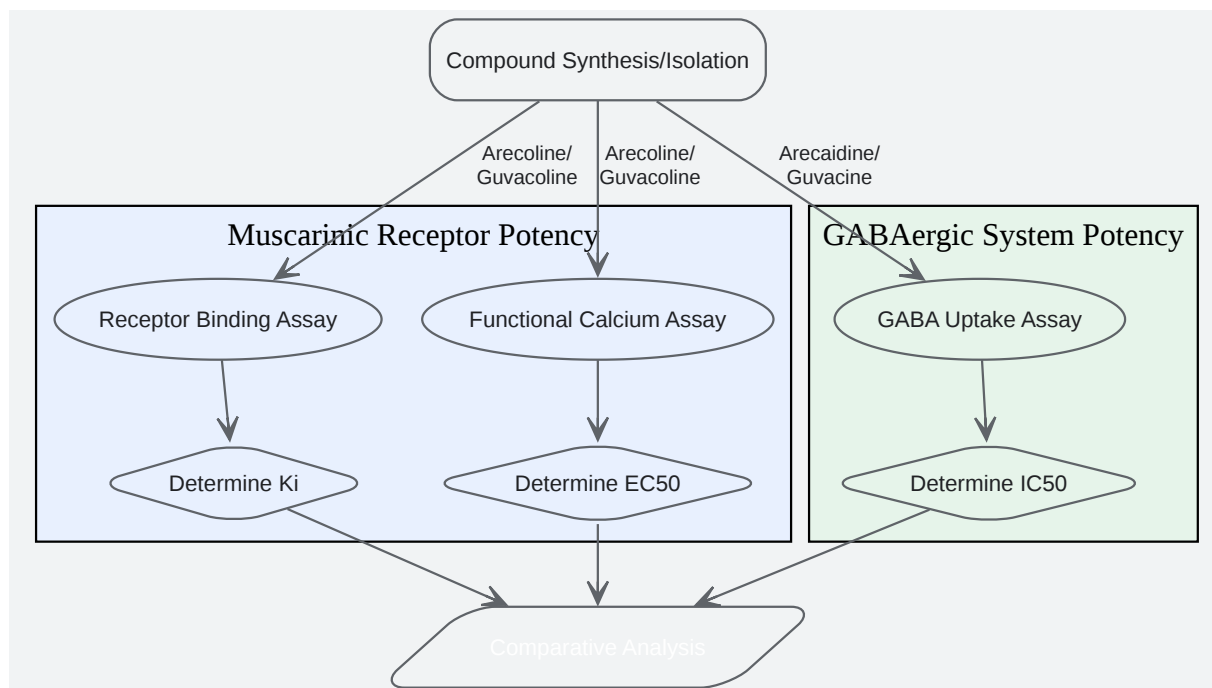 Compound Synthesis/Isolation
Arecoline/
Guvacoline
Arecoline/
Guvacoline
Arecaidine/
Guvacine
Muscarinic Receptor Potency
GABAergic System Potency
Receptor Binding Assay
Functional Calcium Assay
GABA Uptake Assay
Determine Ki
Determine EC50
Determine IC50
Comparative Analysis